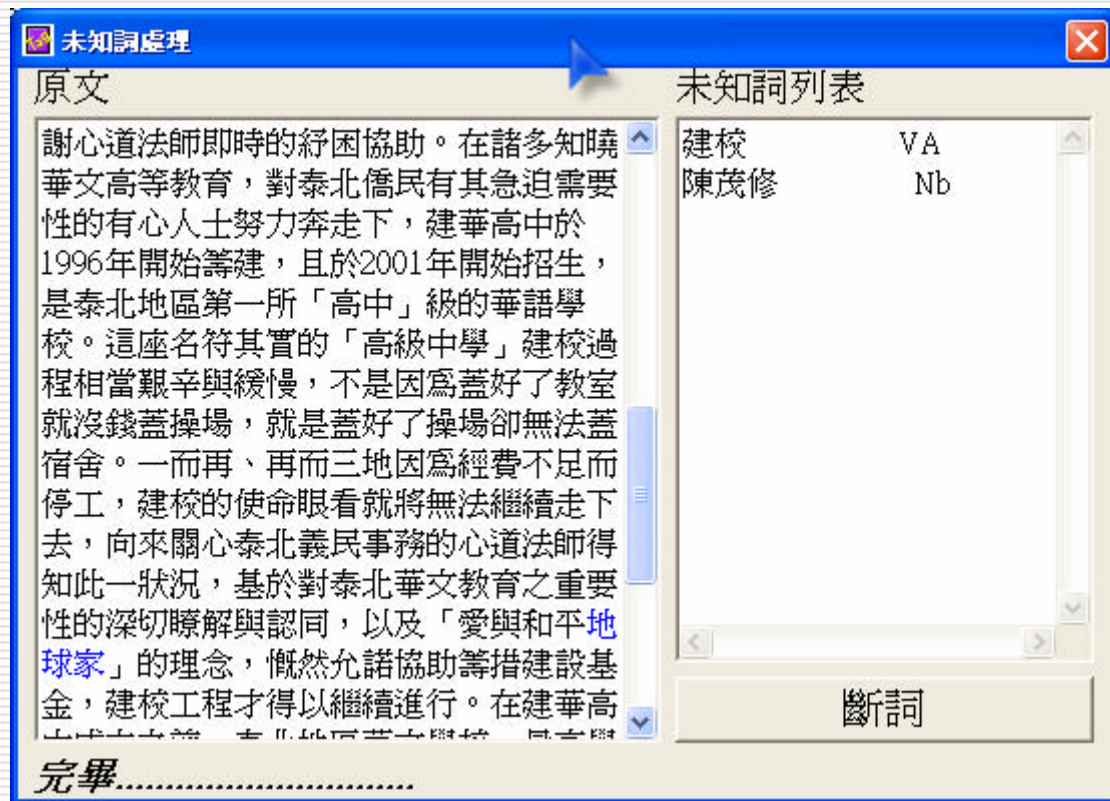 未知詞處理
原文
謝心道法師即時的紓困協助。在諸多知曉
華文高等教育，對泰北僑民有其急迫需要
性的有心人士努力奔走下，建華高中於
1996年開始籌建，且於2001年開始招生，
是泰北地區第一所「高中」級的華語學
校。這座名符其實的「高級中學」建校過
程相當艱辛與緩慢，不是因為蓋好了教室
就沒錢蓋操場，就是蓋好了操場卻無法蓋
宿舍。一而再、再而三地因為經費不足而
停工，建校的使命眼看就將無法繼續走下
去，向來關心泰北義民事務的心道法師得
知此一狀況，基於對泰北華文教育之重要
性的深切瞭解與認同，以及「愛與和平地
球家」的理念，慨然允諾協助籌措建設基
金，建校工程才得以繼續進行。在建華高
未知詞列表
建校 VA
陳茂修 Nb
斷詞
完畢..............................